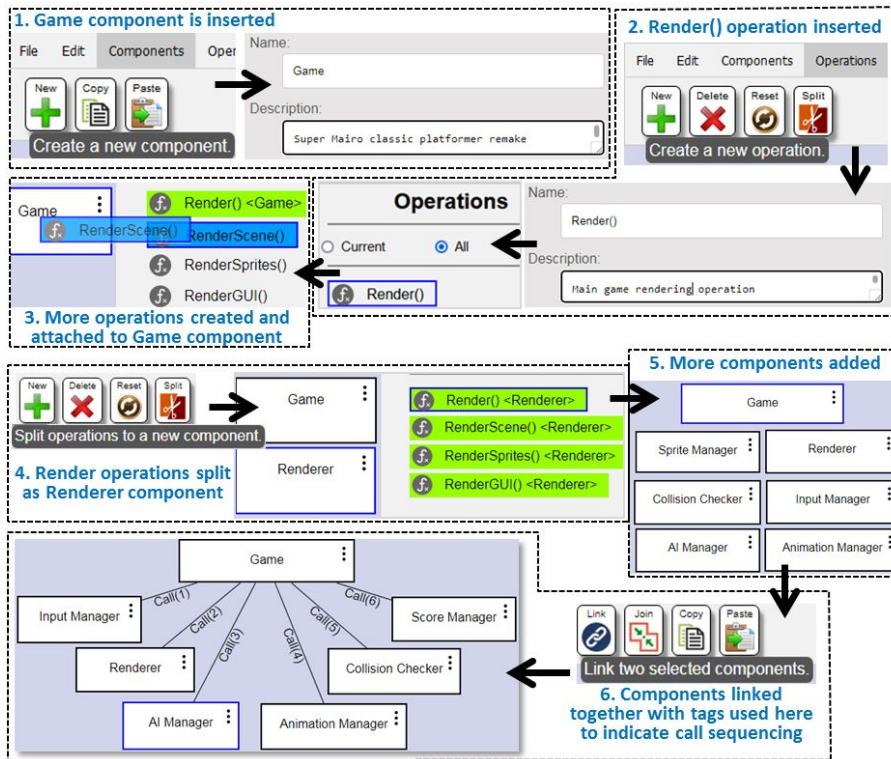 1. Game component is inserted
File Edit Components Oper
New Copy Paste
Create a new component.
Name:
Game
Description:
Super Mairo classic platformer remake
2. Render() operation inserted
File Edit Components Operations
New Delete Reset Split
Create a new operation.
Name:
Render()
Description:
Main game rendering operation
Operations
Current All
Render()
Game
RenderScene()
Render() <Game>
RenderScene()
RenderSprites()
RenderGUI()
3. More operations created and
attached to Game component
New Delete Reset Split
Split operations to a new component.
4. Render operations split
as Renderer component
Game
Renderer
Render() <Renderer>
RenderScene() <Renderer>
RenderSprites() <Renderer>
RenderGUI() <Renderer>
5. More components added
Game
Sprite Manager Renderer
Collision Checker Input Manager
AI Manager Animation Manager
Link Join Copy Paste
Link two selected components.
6. Components linked
together with tags used here
to indicate call sequencing
Game
Call(1)
Call(2)
Call(3)
Call(4)
Call(5)
Call(6)
Input Manager
Score Manager
Renderer
Collision Checker
AI Manager
Animation Manager